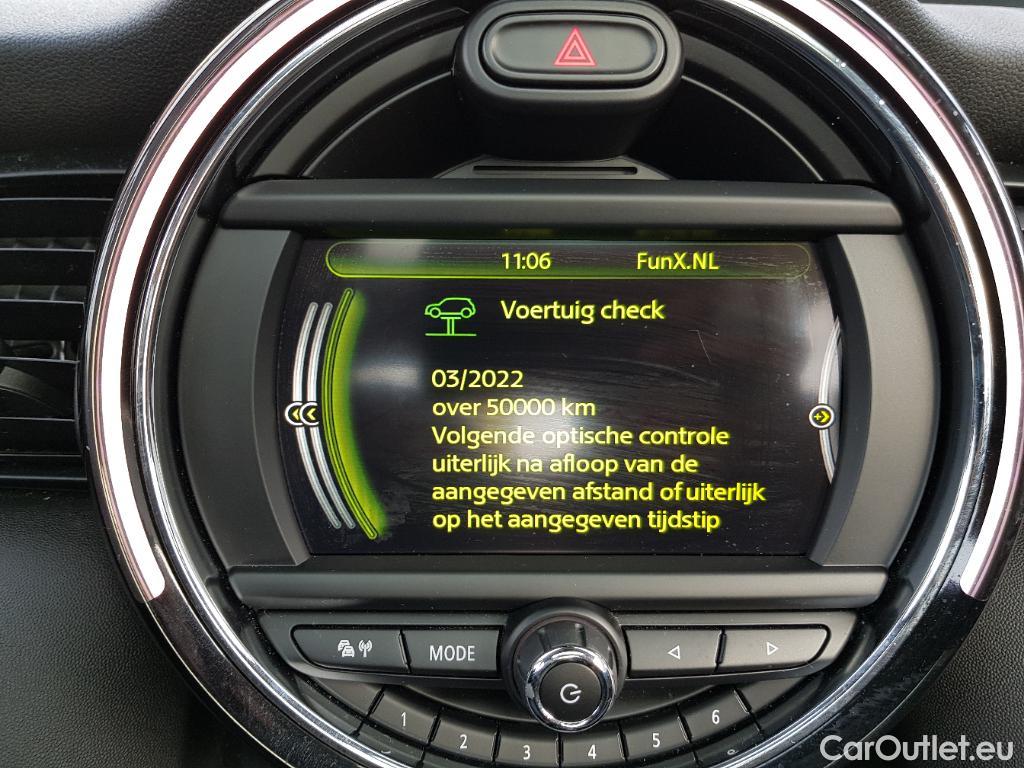 11:06 FunX.NL
Voertuig check
03/2022
over 50000 km
Volgende optische controle
uiterlijk na afloop van de
aangegeven afstand of uiterlijk
op het aangegeven tijdstip
MODE
1 2 3 4 5 6
CarOutlet.eu